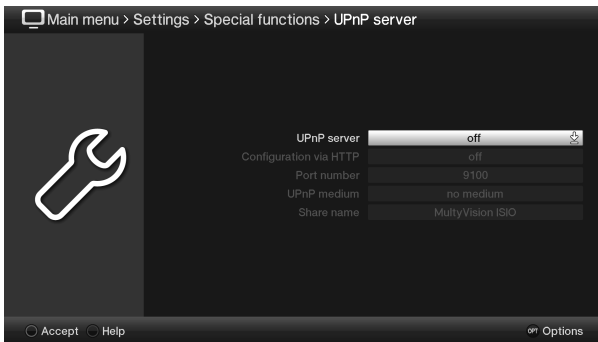 Main menu > Settings > Special functions > UPnP server
UPnP server off
Configuration via HTTP off
Port number 9100
UPnP medium no medium
Share name MultyVision ISIO
Accept Help OPT Options